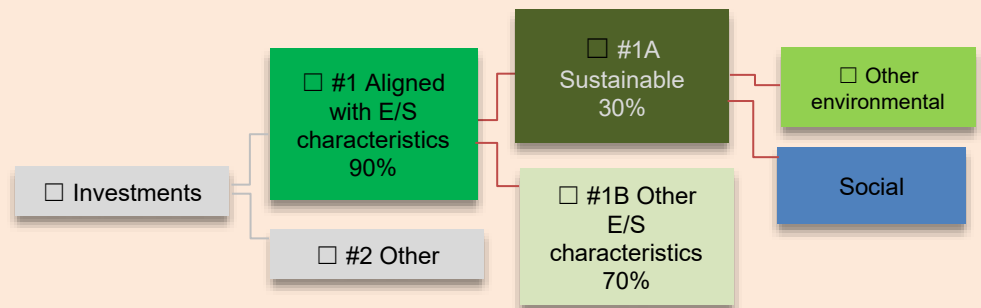 ☐ Investments
☐ #1 Aligned
with E/S
characteristics
90%
☐ #2 Other
☐ #1A
Sustainable
30%
☐ #1B Other
E/S
characteristics
70%
☐ Other
environmental
Social